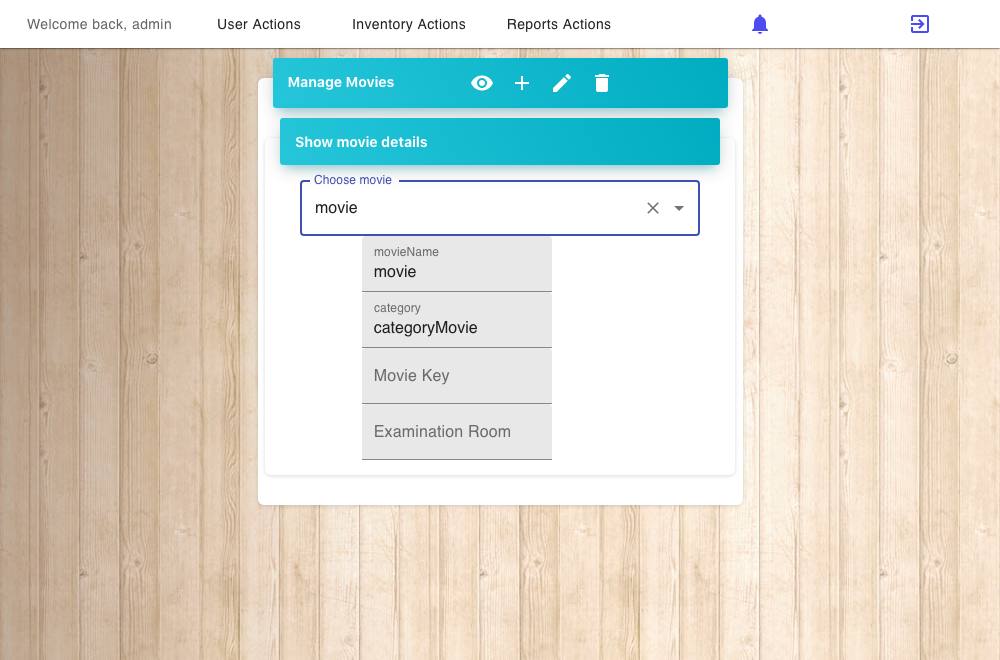 Welcome back, admin User Actions Inventory Actions Reports Actions
Manage Movies
Show movie details
Choose movie
movie
movieName
movie
category
categoryMovie
Movie Key
Examination Room